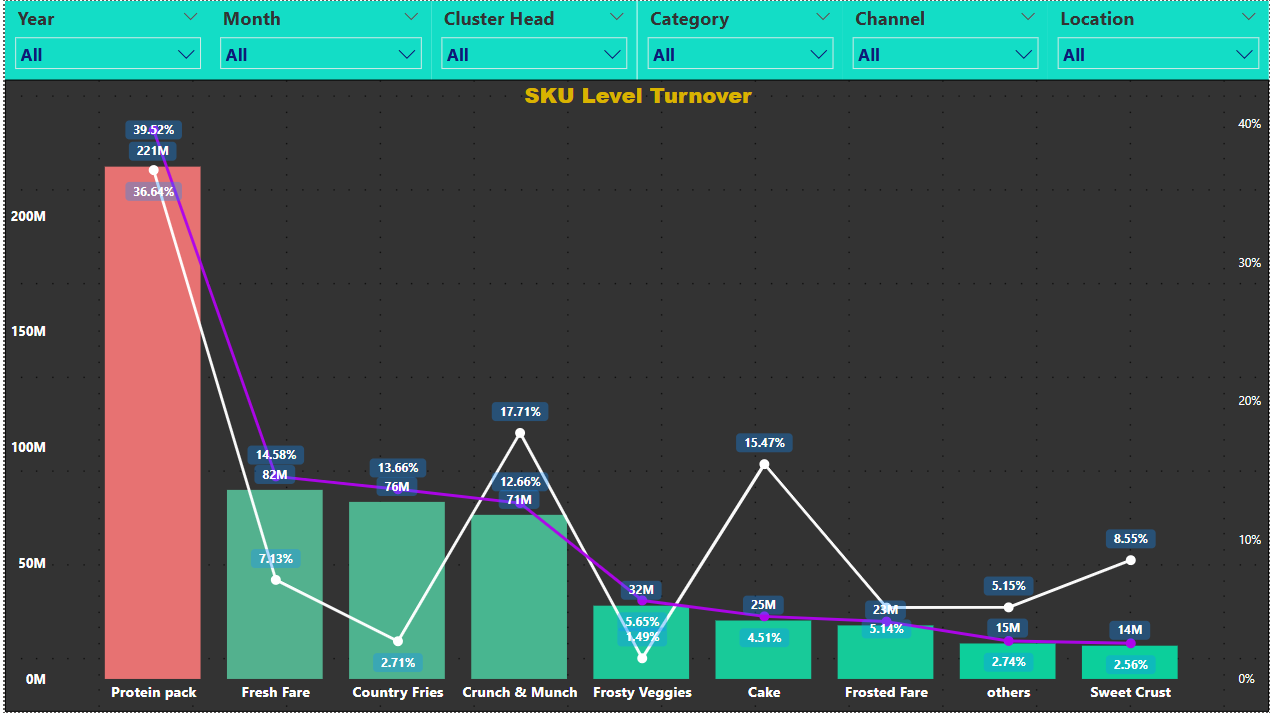 Year Month Cluster Head Category Channel Location
All All All All All All
SKU Level Turnover
39.52%
40%
221M
36.64%
200M
30%
150M
17.71%
20%
15.47%
100M
14.58%
13.66%
82M
76M
12.66%
71M
7.13%
50M
8.55%
10%
32M
5.15%
25M
23M
5.65%
1.49%
4.51%
5.14%
15M
14M
2.71%
2.74%
2.56%
0M
0%
Protein pack Fresh Fare Country Fries Crunch & Munch Frosty Veggies Cake Frosted Fare others Sweet Crust